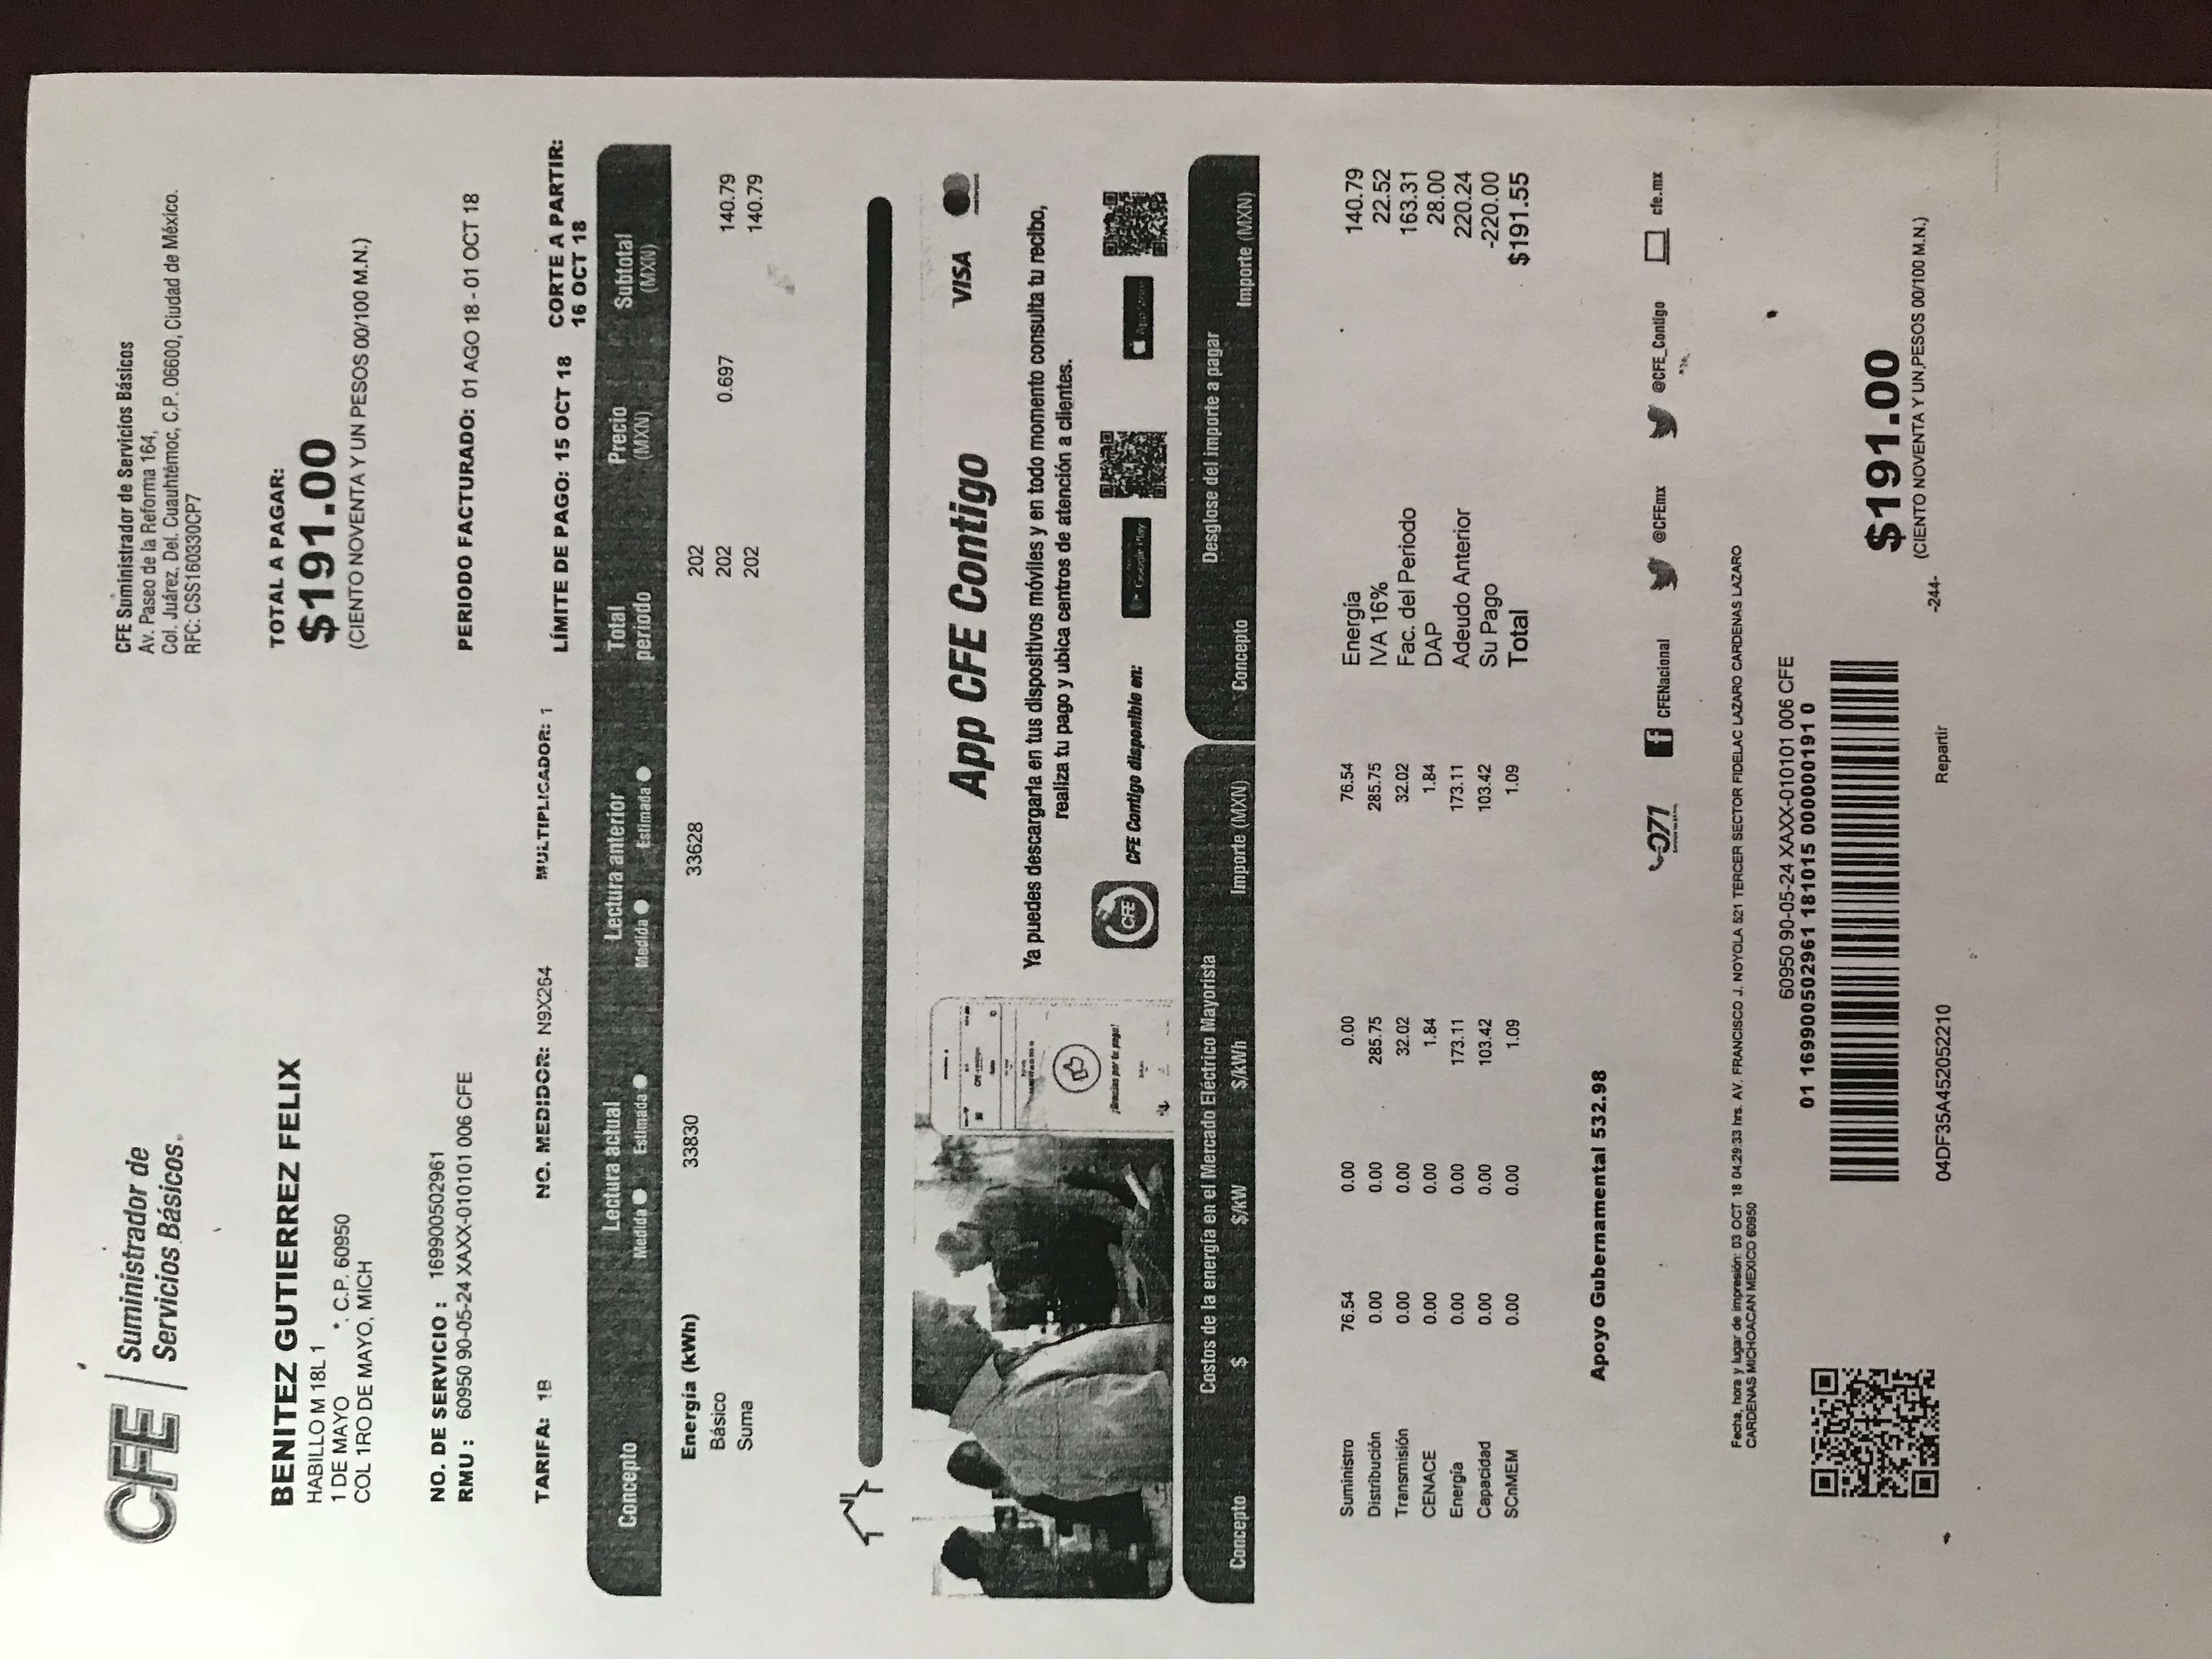 CFE Suministrador de
Servicios Básicos.
CFE Suministrador de Servicios Básicos
Av. Paseo de la Reforma 164,
Col. Juárez, Del. Cuauhtémoc, C.P. 06600, Ciudad de México.
RFC: CSS160330CP7
BENITEZ GUTIERREZ FELIX
HABILLO M 18L 1
1 DE MAYO *. C.P. 60950
COL 1RO DE MAYO, MICH
TOTAL A PAGAR:
$191.00
(CIENTO NOVENTA Y UN PESOS 00/100 M.N.)
NO. DE SERVICIO : 169900502961
RMU : 60950 90-05-24 XAXX-010101 006 CFE
PERIODO FACTURADO: 01 AGO 18 - 01 OCT 18
TARIFA: 1B NO. MEDIDOR: N9X264 MULTIPLICADOR: 1
LÍMITE DE PAGO: 15 OCT 18 CORTE A PARTIR:
16 OCT 18
Concepto Lectura actual Lectura anterior Total periodo Precio (MXN) Subtotal (MXN)
Medida Estimada Medida Estimada
Energía (kWh) 33830 33628 202
Básico 202 0.697 140.79
Suma 202 140.79
App CFE Contigo VISA mastercard
Ya puedes descargarla en tus dispositivos móviles y en todo momento consulta tu recibo,
realiza tu pago y ubica centros de atención a clientes.
¡Gracias por tu pago!
CFE CFE Contigo disponible en: Google Play App Store
Costos de la energía en el Mercado Eléctrico Mayorista
Concepto $ $/kW $/kWh Importe (MXN)
Suministro 76.54 0.00 0.00 76.54
Distribución 0.00 0.00 285.75 285.75
Transmisión 0.00 0.00 32.02 32.02
CENACE 0.00 0.00 1.84 1.84
Energía 0.00 0.00 173.11 173.11
Capacidad 0.00 0.00 103.42 103.42
SCnMEM 0.00 0.00 1.09 1.09
Desglose del importe a pagar
Concepto Importe (MXN)
Energía 140.79
IVA 16% 22.52
Fac. del Periodo 163.31
DAP 28.00
Adeudo Anterior 220.24
Su Pago -220.00
Total $191.55
Apoyo Gubernamental 532.98
071 CFENacional @CFEmx @CFE_Contigo cfe.mx
Fecha, hora y lugar de impresión: 03 OCT 18 04:29:33 hrs. AV. FRANCISCO J. NOYOLA 521 TERCER SECTOR FIDELAC LAZARO CARDENAS LAZARO
CARDENAS MICHOACAN MEXICO 60950
60950 90-05-24 XAXX-010101 006 CFE
01 169900502961 181015 000000191 0
$191.00
(CIENTO NOVENTA Y UN PESOS 00/100 M.N.)
04DF35A452052210 Repartir -244-